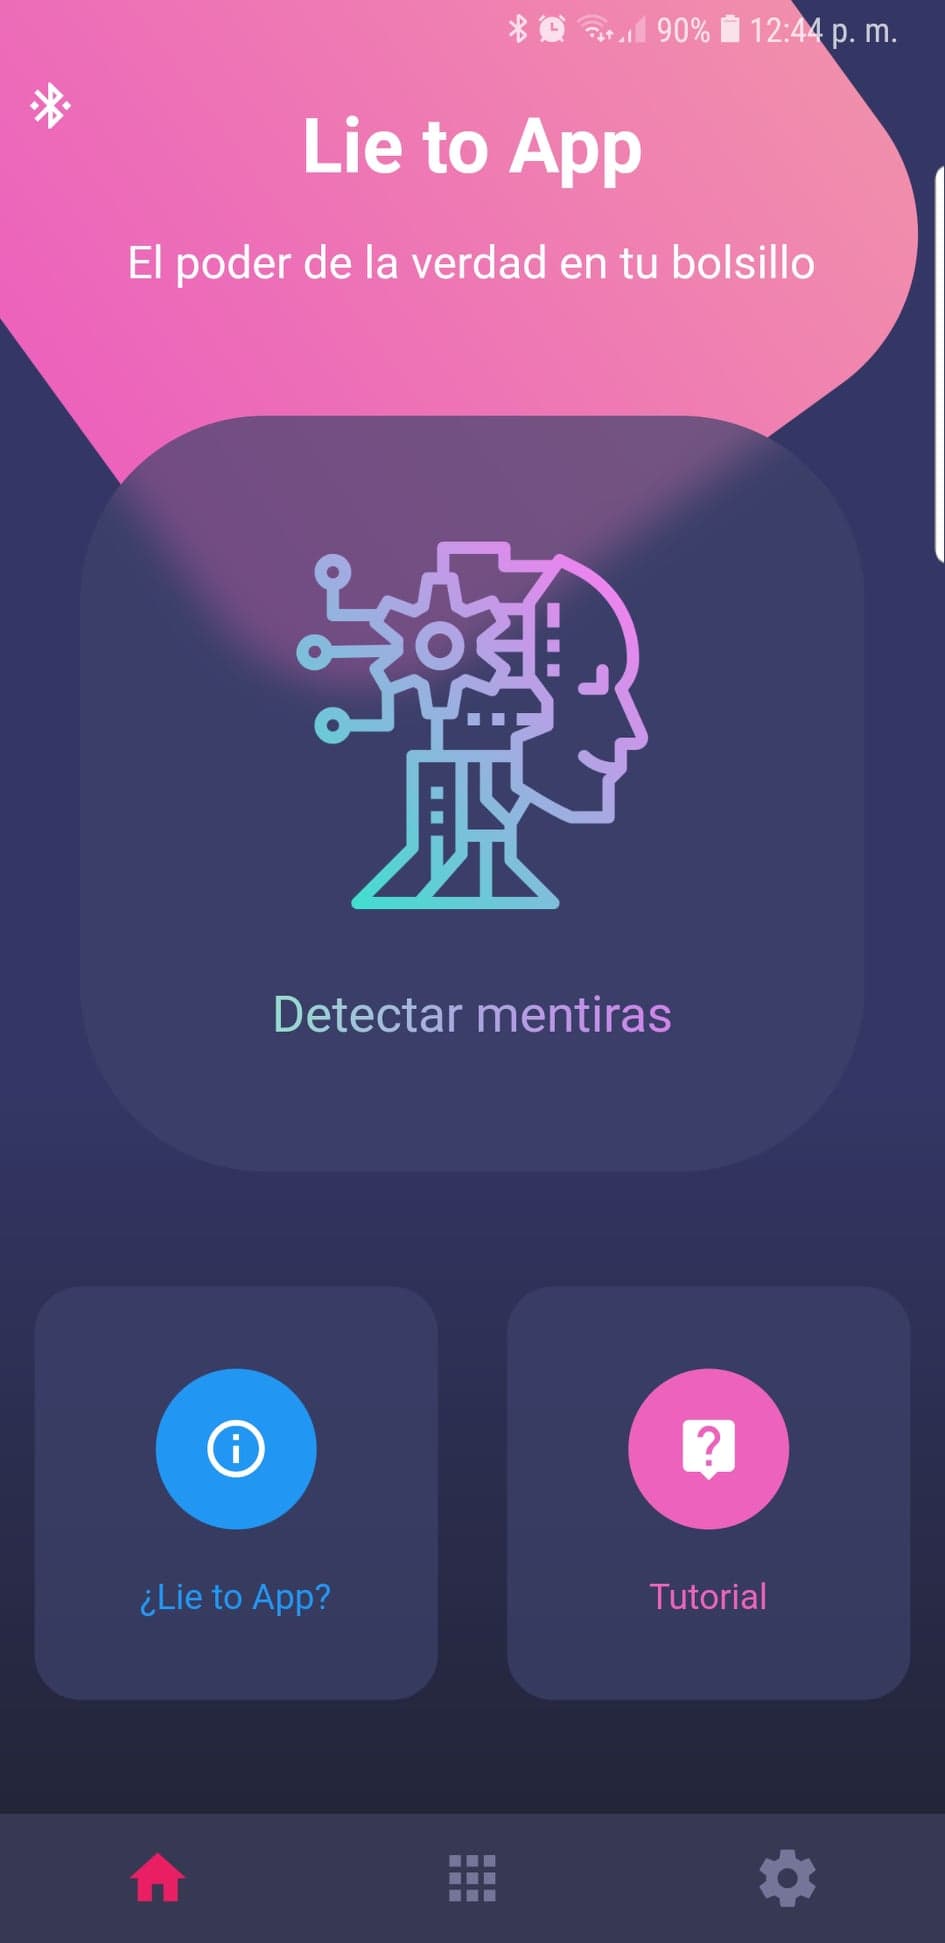 90% 12:44 p. m.
Lie to App
El poder de la verdad en tu bolsillo
Detectar mentiras
¿Lie to App?
Tutorial